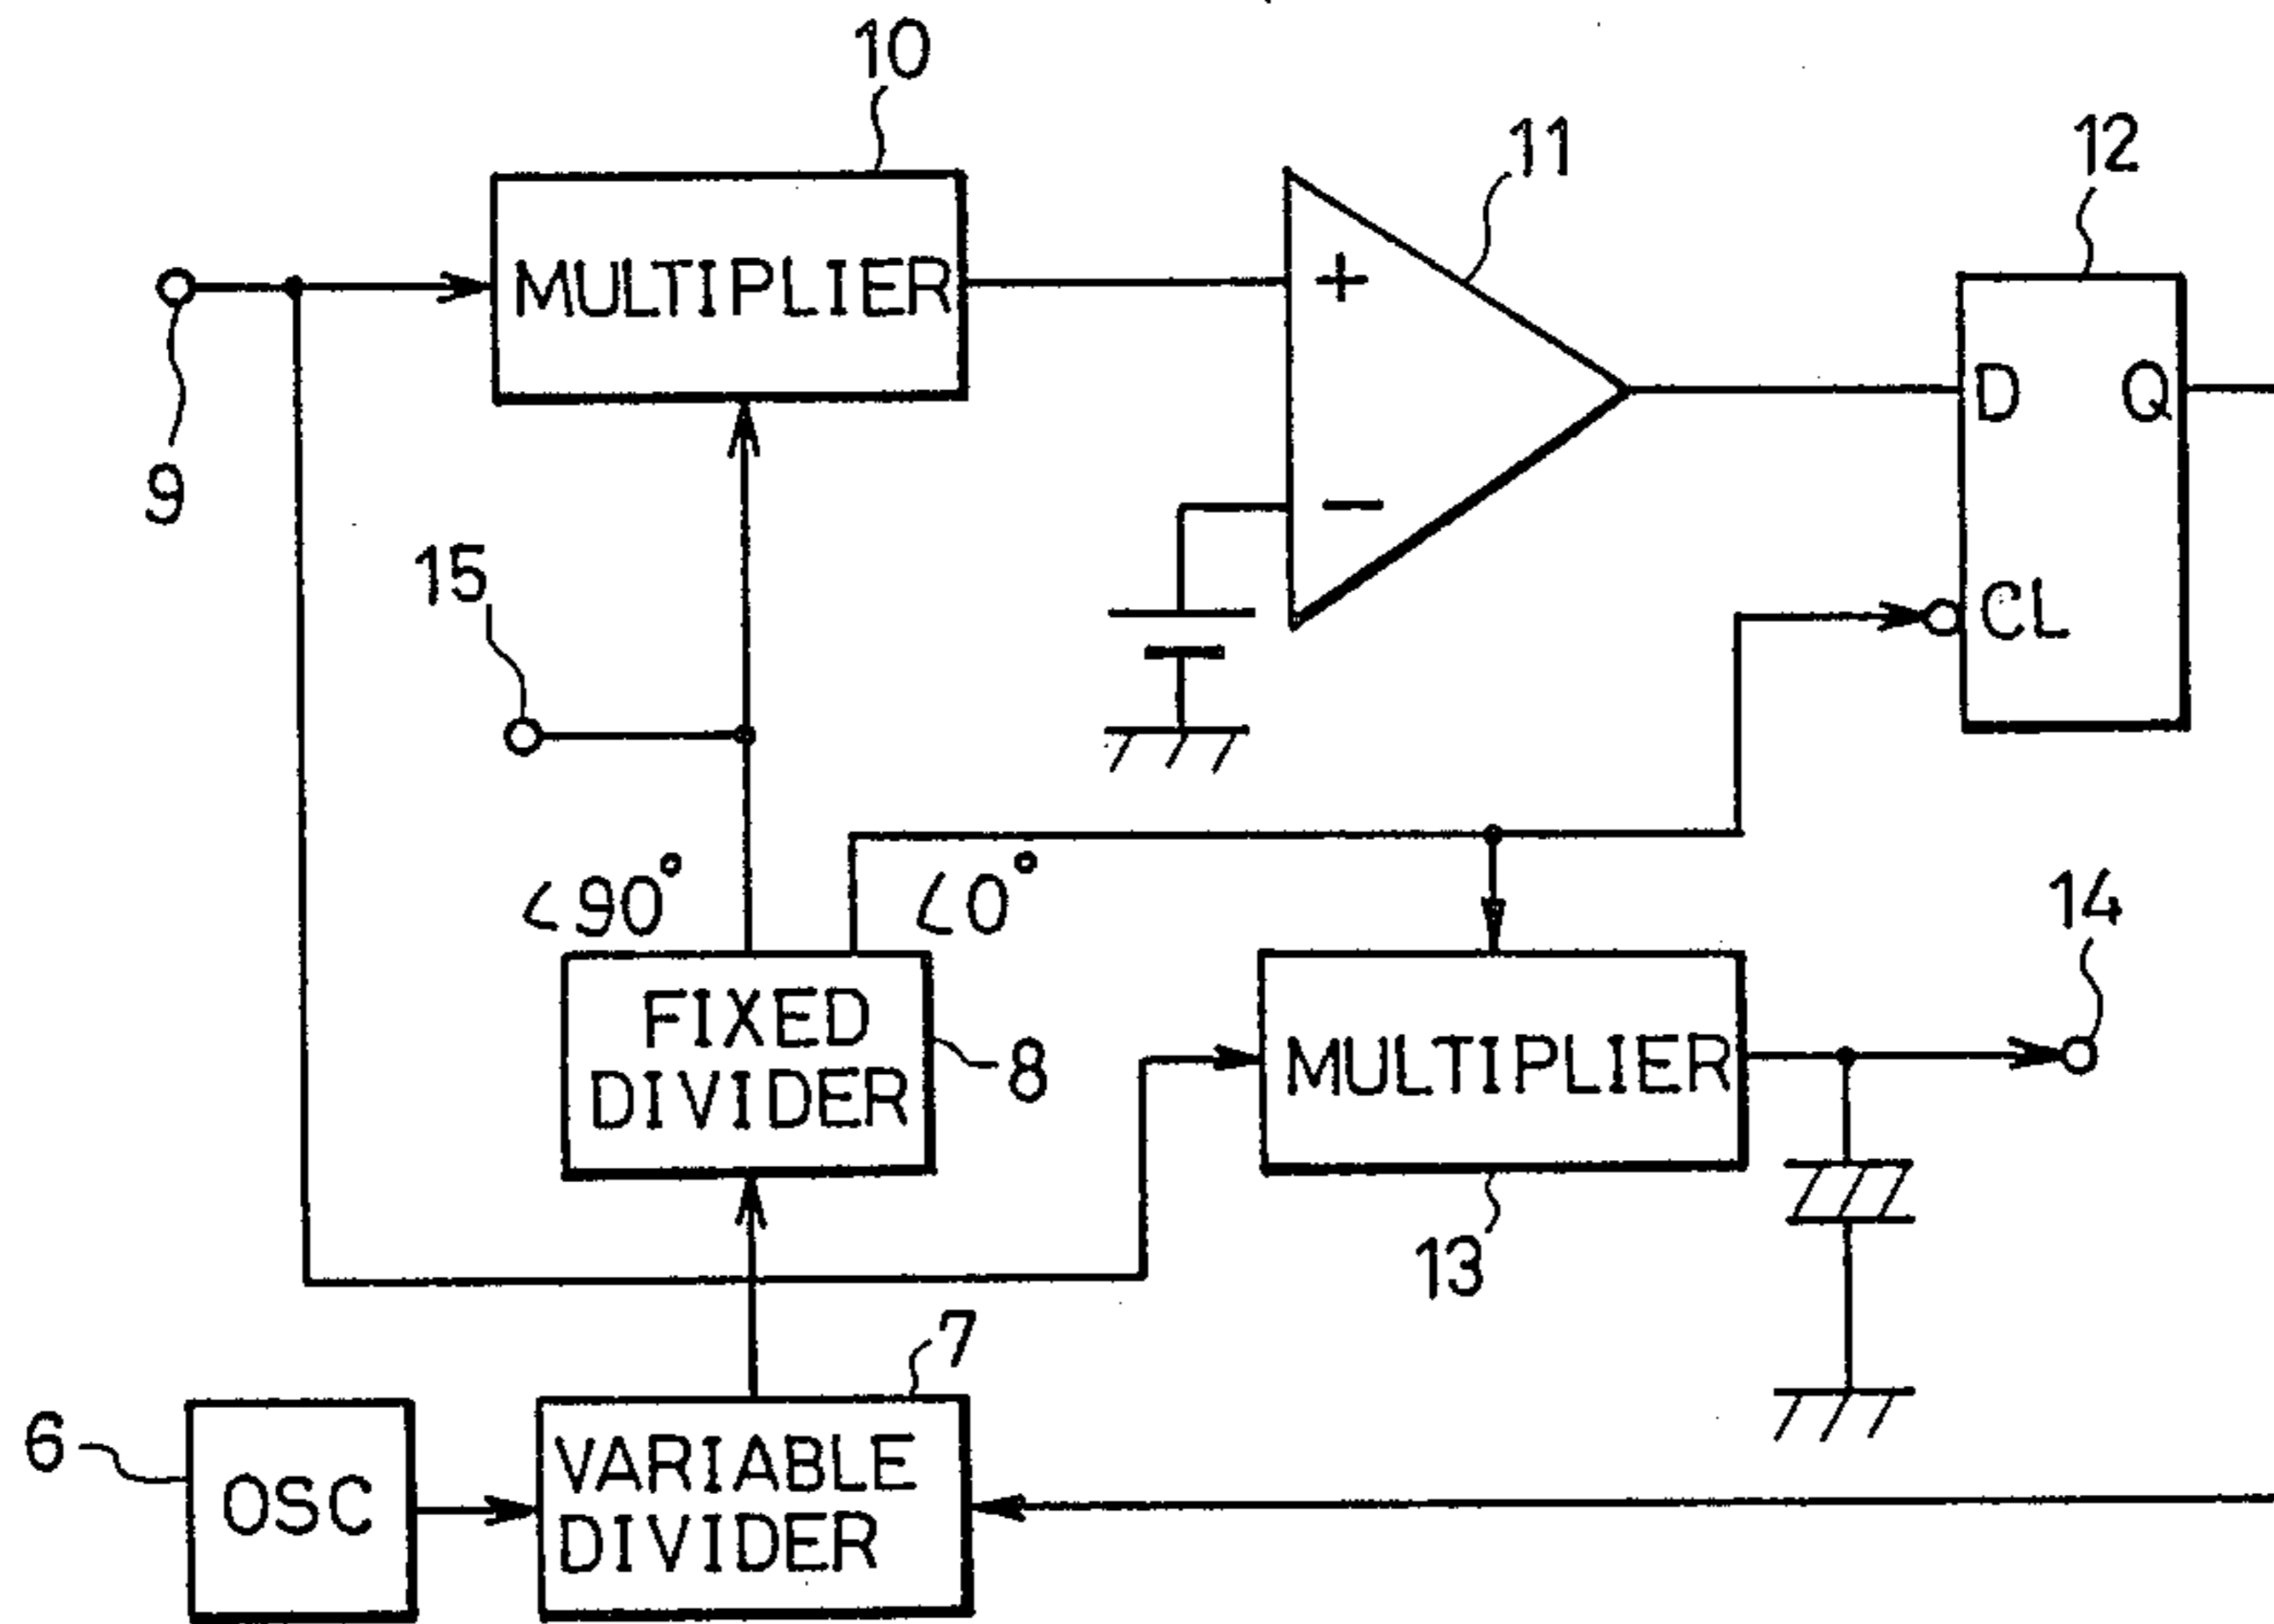 10
11
12
MULTIPLIER
+
D Q
9
−
15
CL
∠90° ∠0°
14
FIXED
DIVIDER
8
MULTIPLIER
13
7
6
OSC
VARIABLE
DIVIDER